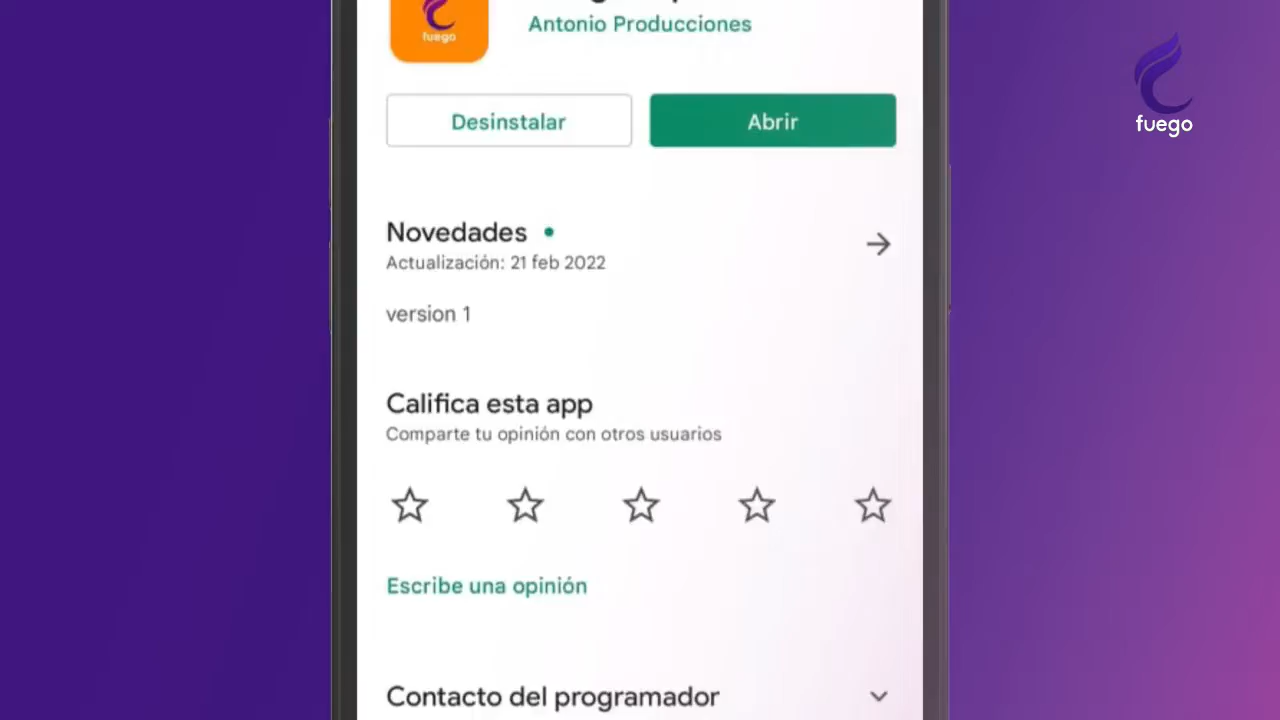 fuego
Antonio Producciones
Desinstalar
Abrir
fuego
Novedades
Actualización: 21 feb 2022
version 1
Califica esta app
Comparte tu opinión con otros usuarios
Escribe una opinión
Contacto del programador